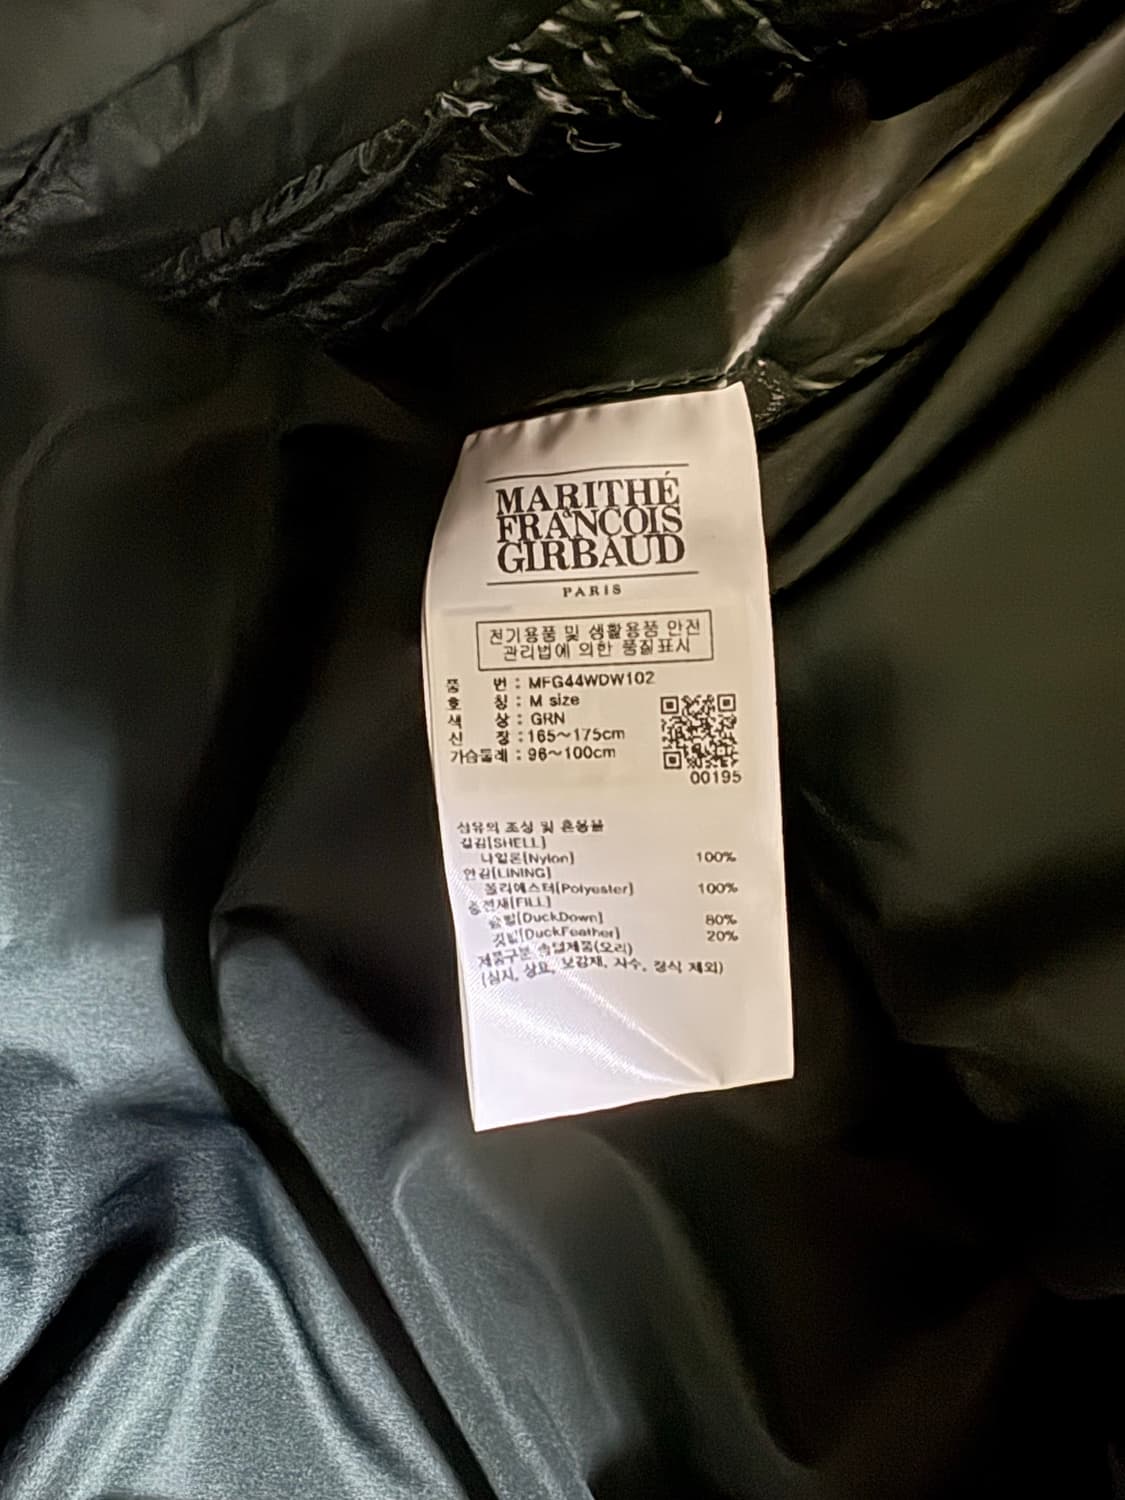 MARITHÉ
&
FRANÇOIS
GIRBAUD
PARIS
전기용품 및 생활용품 안전
관리법에 의한 품질표시
품 번 : MFG44WDW102
호 칭 : M size
색 상 : GRN
신 장 : 165~175cm
가슴둘레 : 96~100cm
00195
섬유의 조성 및 혼용율
겉감[SHELL]
나일론[Nylon] 100%
안감[LINING]
폴리에스터[Polyester] 100%
충전재[FILL]
솜털[DuckDown] 80%
깃털[DuckFeather] 20%
제품구분 솜털제품(오리)
(심지, 상표, 보강재, 자수, 장식 제외)